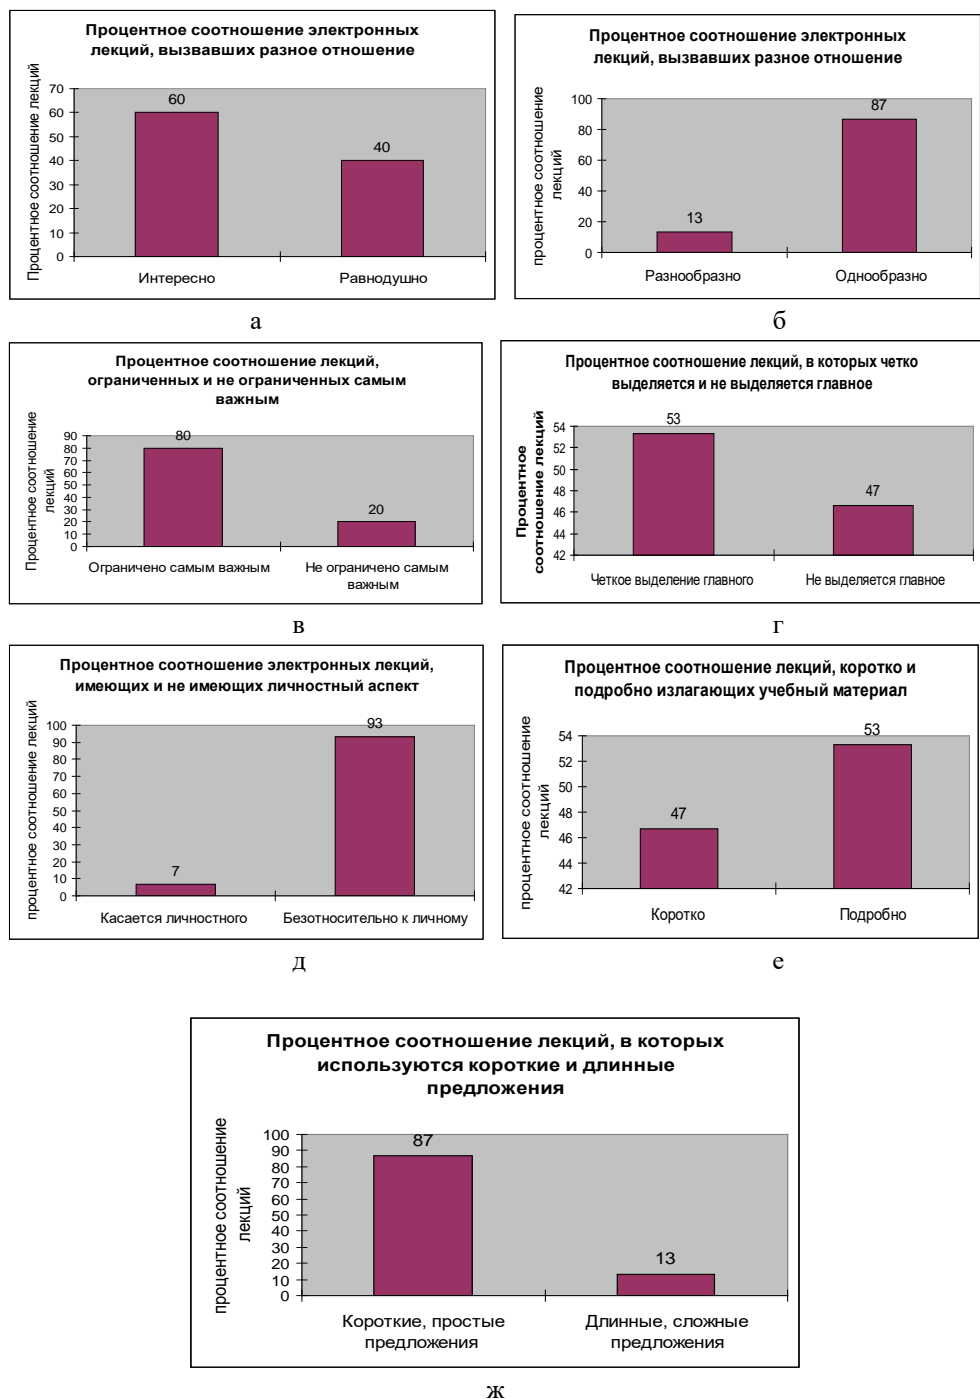 Процентное соотношение электронных
лекций, вызвавших разное отношение
Процентное соотношение лекций
70
60
50
40
30
20
10
0
60
40
Интересно
Равнодушно
а
Процентное соотношение электронных
лекций, вызвавших разное отношение
процентное соотношение
лекций
100
80
60
40
20
0
13
87
Разнообразно
Однообразно
б
Процентное соотношение лекций,
ограниченных и не ограниченных самым
важным
Процентное соотношение
лекций
90
80
70
60
50
40
30
20
10
0
80
20
Ограничено самым важным
Не ограничено самым
важным
в
Процентное соотношение лекций, в которых четко
выделяется и не выделяется главное
Процентное
соотношение лекций
54
52
50
48
46
44
42
53
47
Четкое выделение главного
Не выделяется главное
г
Процентное соотношение электронных лекций,
имеющих и не имеющих личностный аспект
процентное соотношение лекций
100
90
80
70
60
50
40
30
20
10
0
7
93
Касается личностного
Безотносительно к личному
д
Процентное соотношение лекций, коротко и
подробно излагающих учебный материал
процентное соотношение
лекций
54
52
50
48
46
44
42
47
53
Коротко
Подробно
е
Процентное соотношение лекций, в которых
используются короткие и длинные
предложения
процентное соотношение
лекций
100
90
80
70
60
50
40
30
20
10
0
87
13
Короткие, простые
предложения
Длинные, сложные
предложения
ж